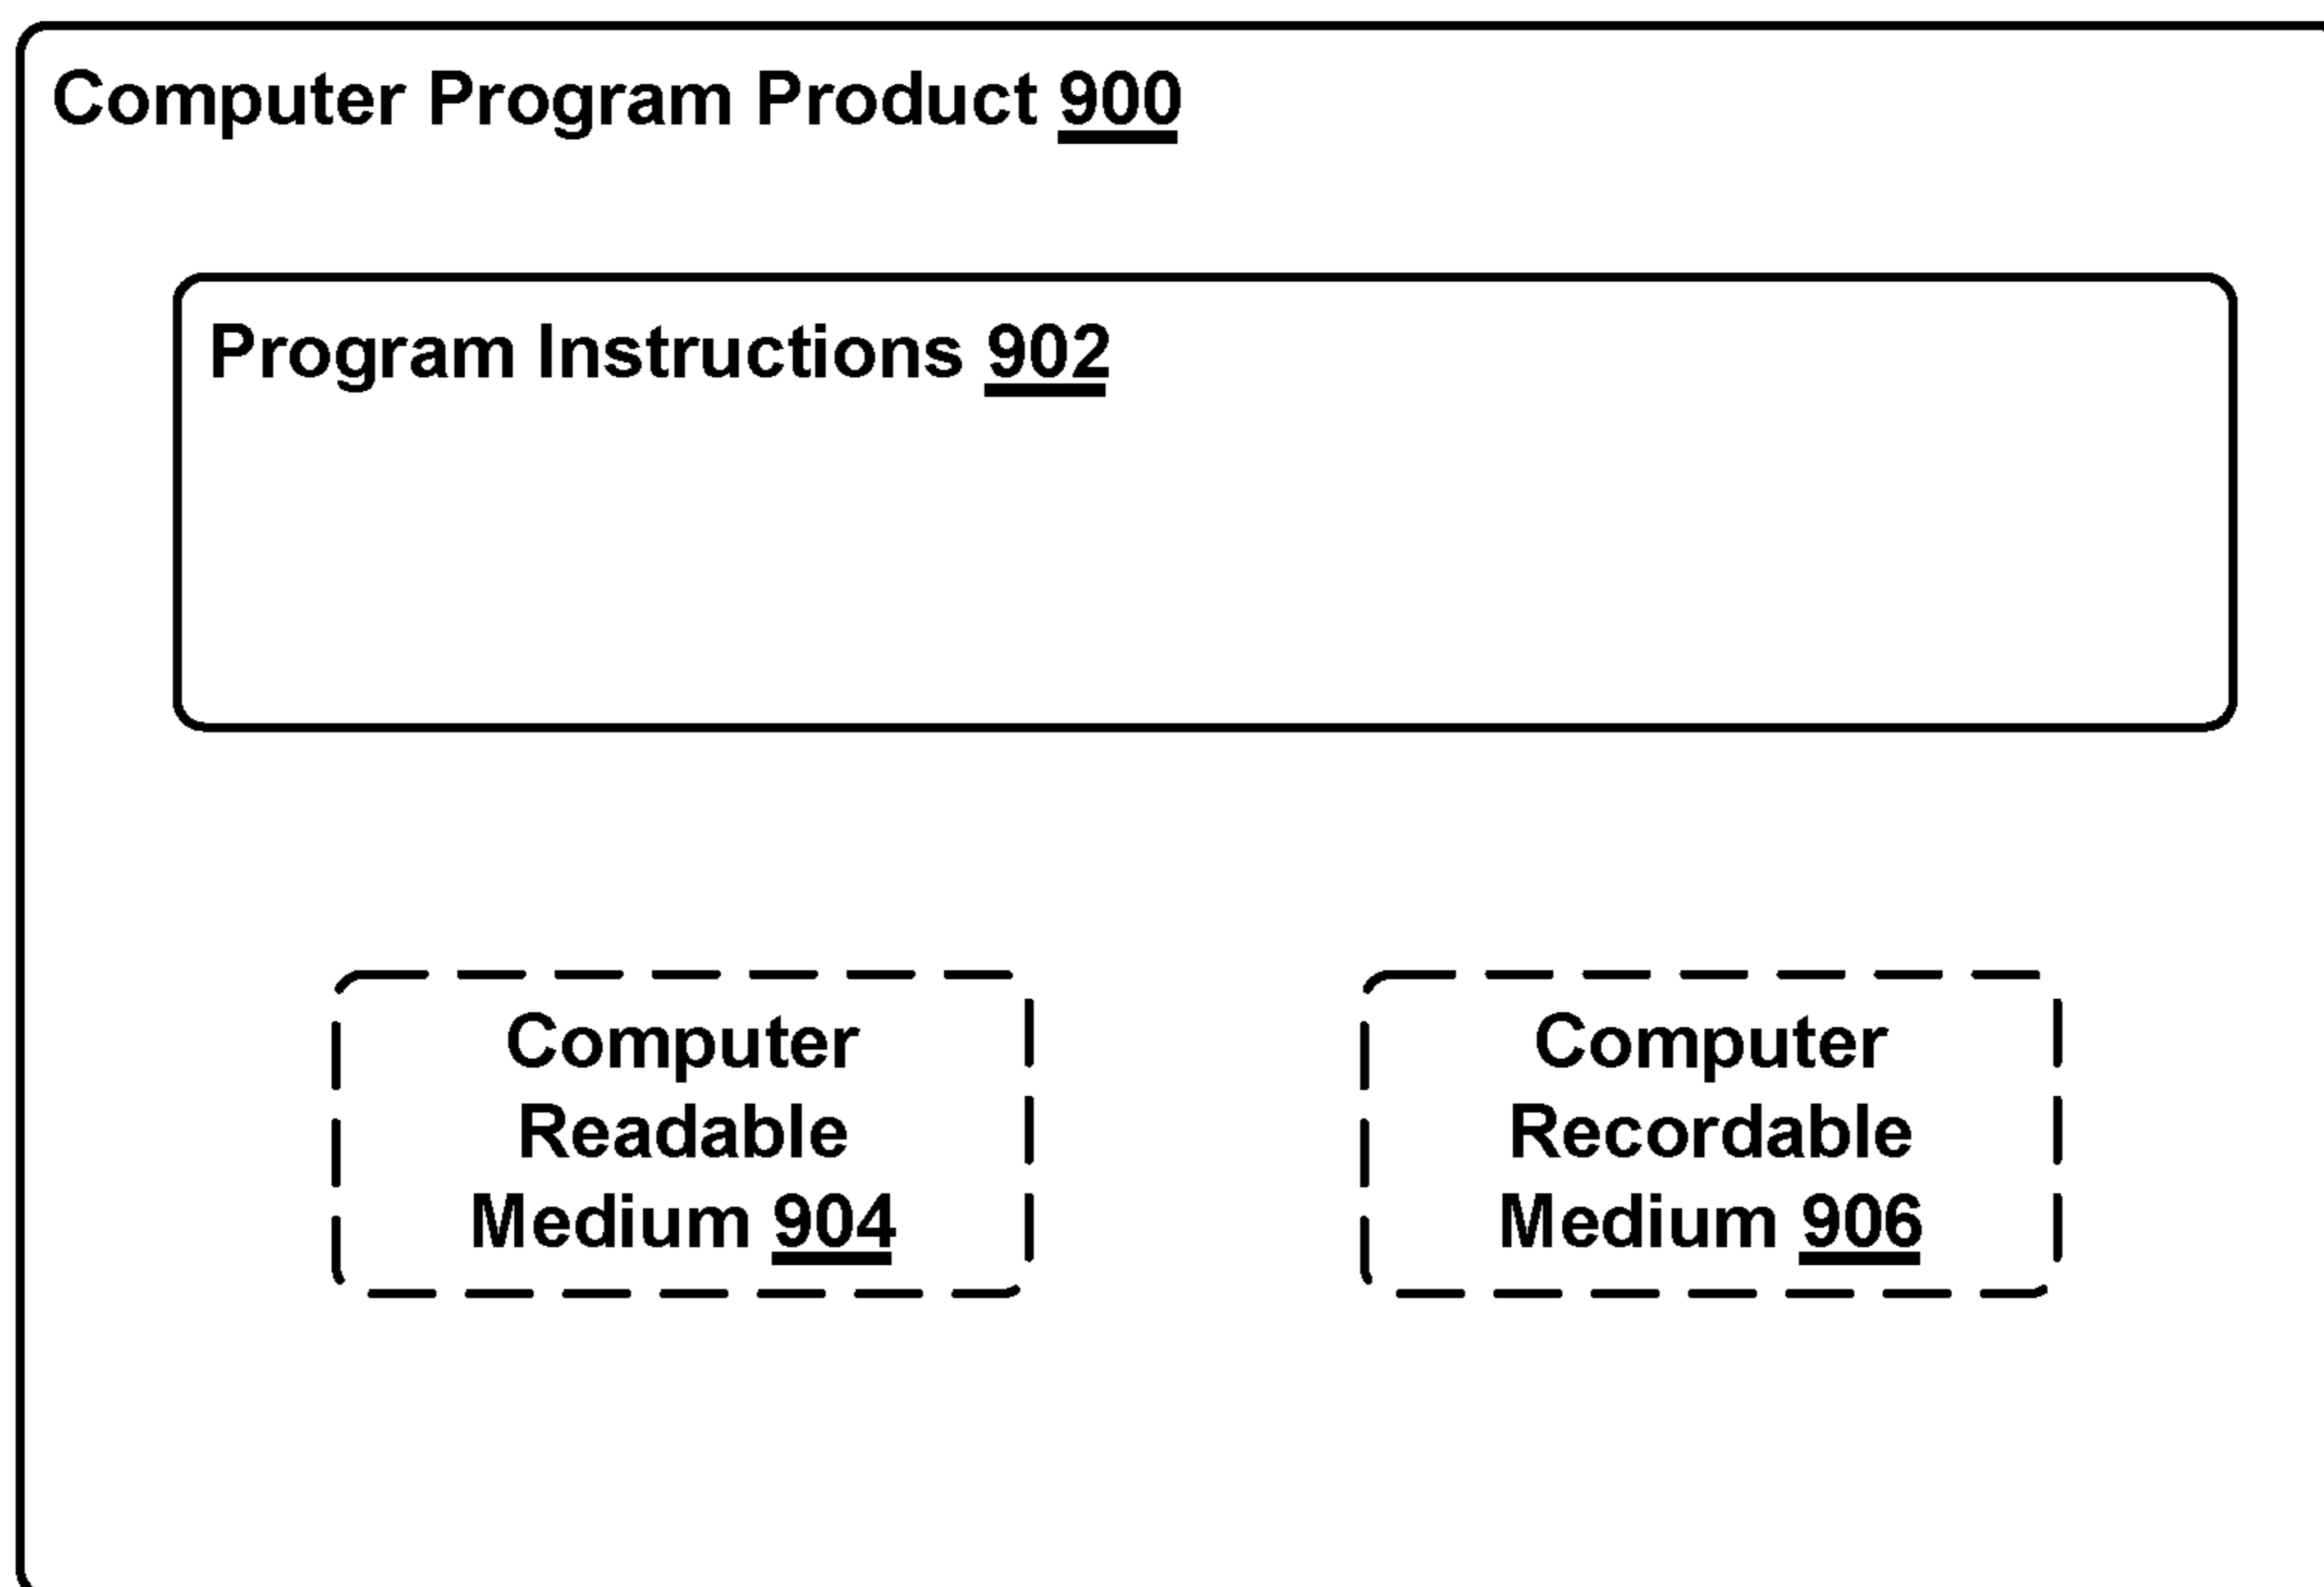 Computer Program Product 900
Program Instructions 902
Computer
Readable
Medium 904
Computer
Recordable
Medium 906